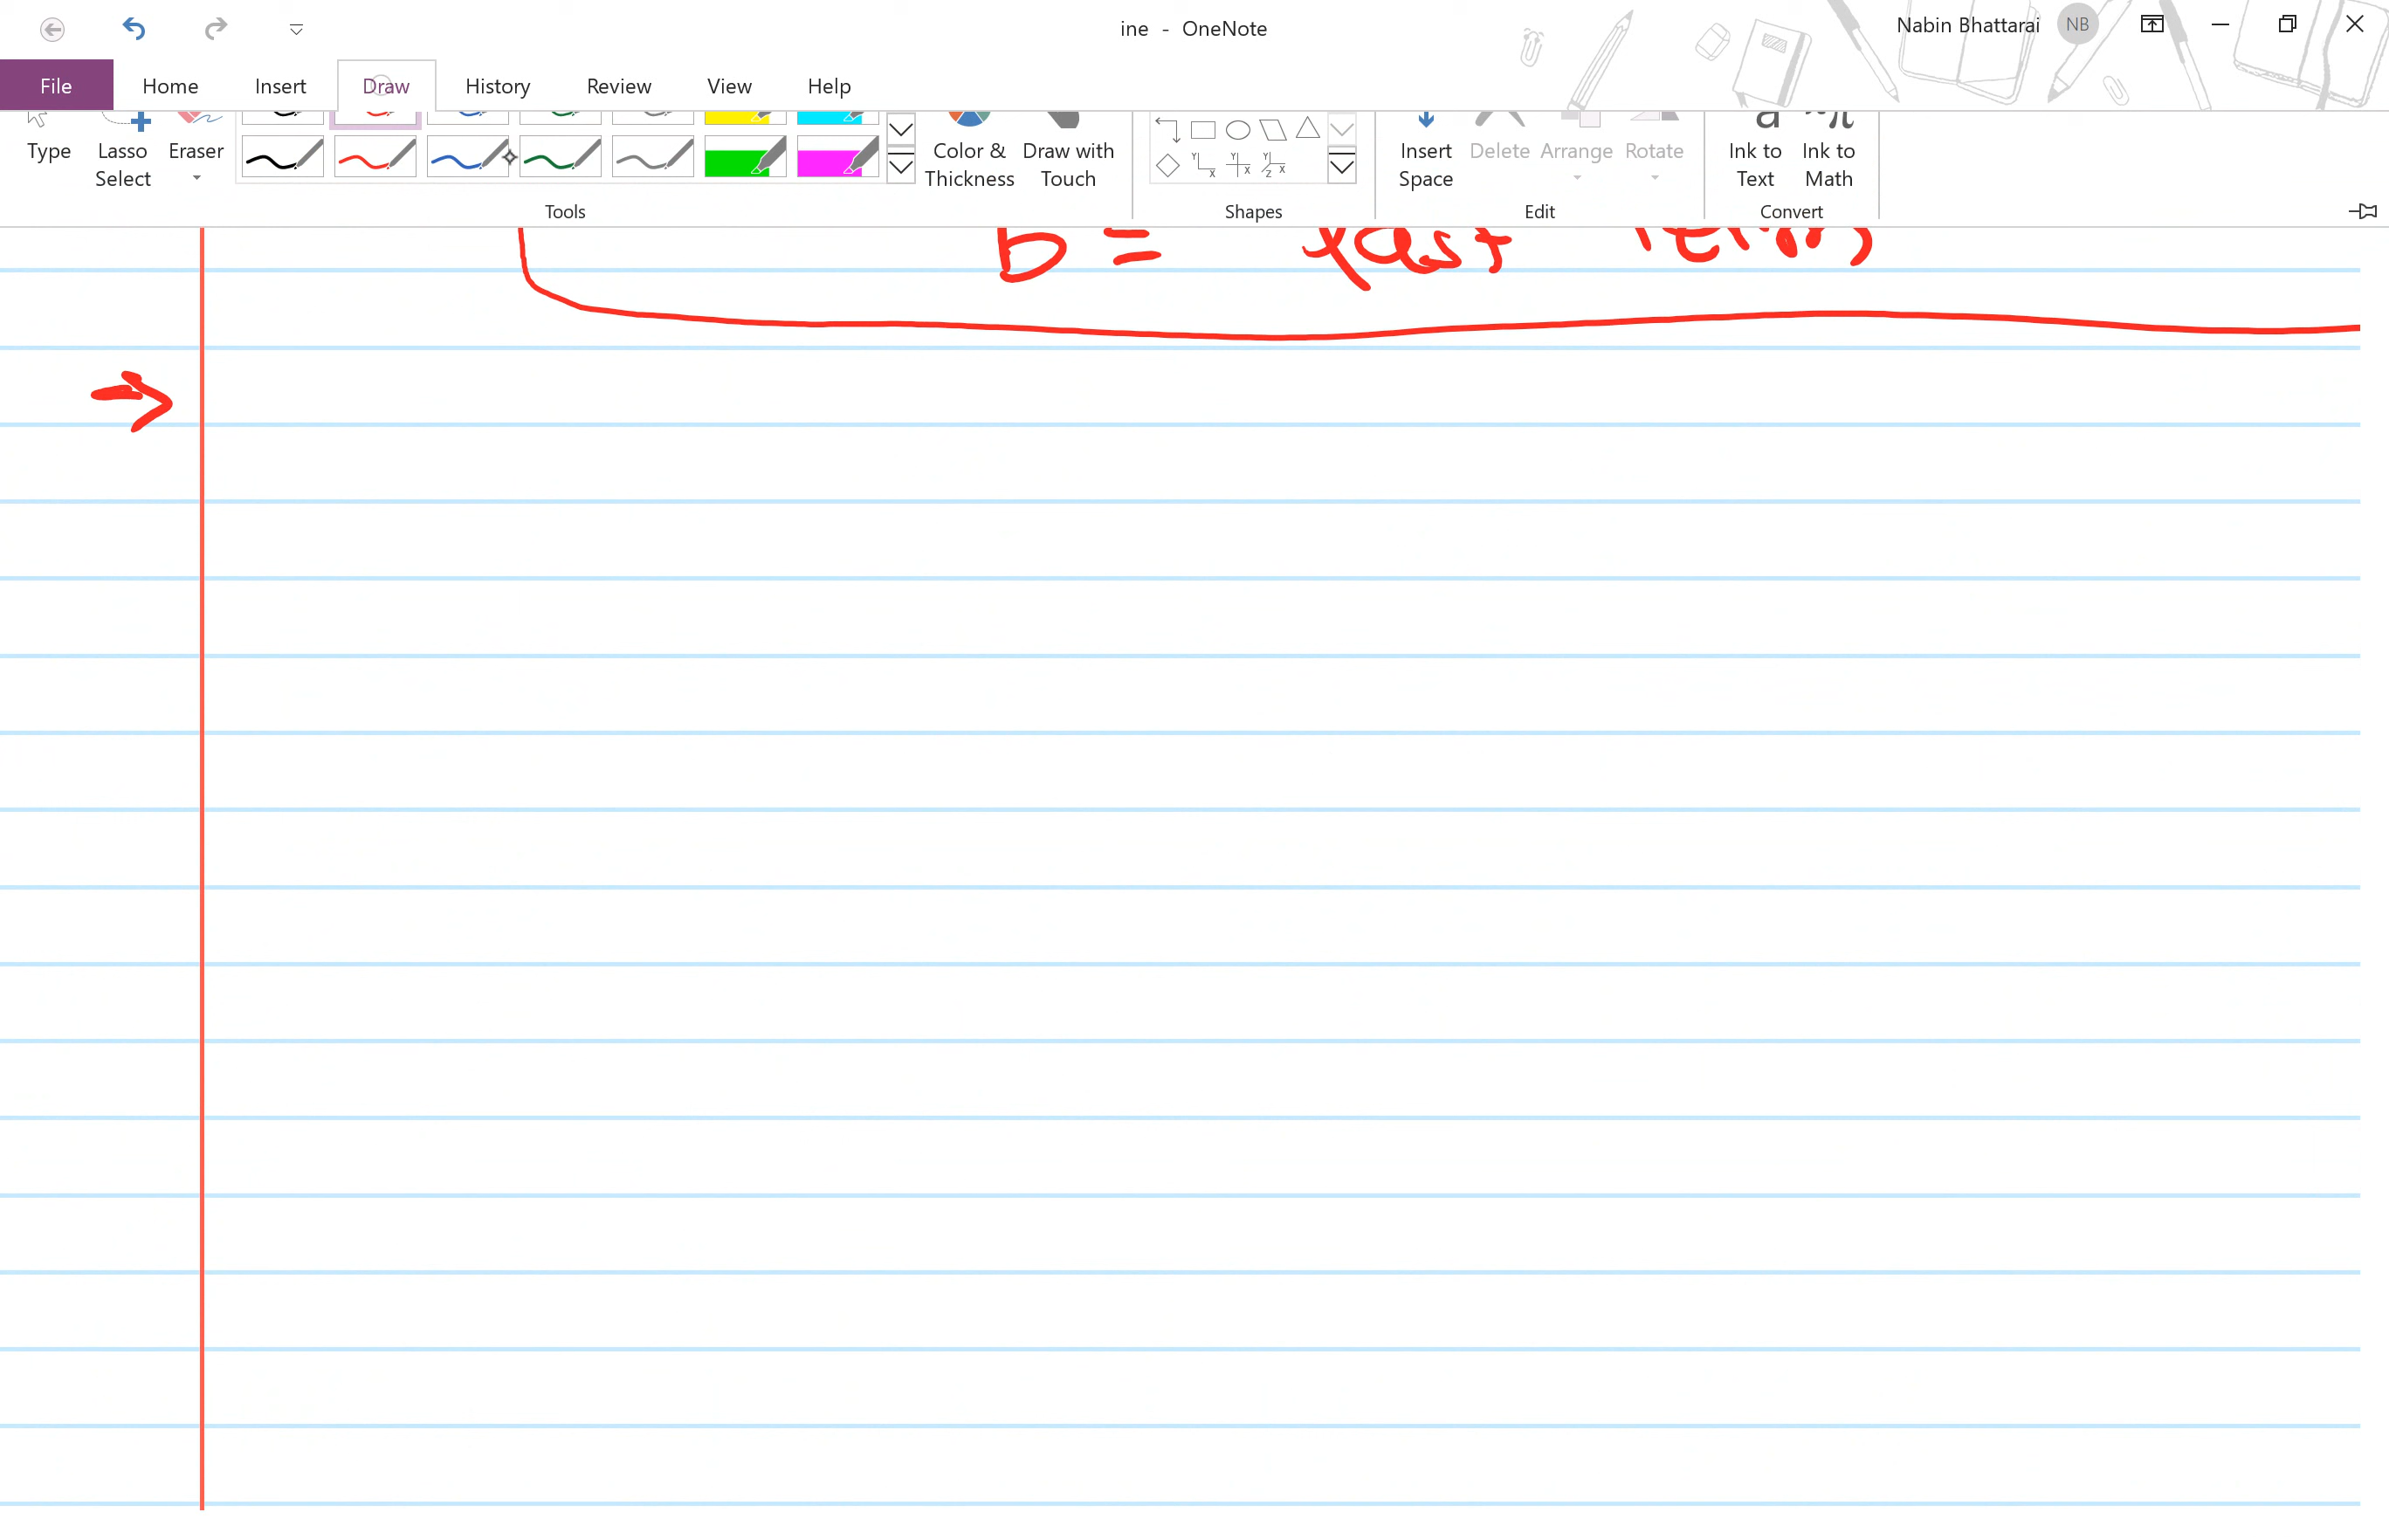 ine - OneNote
Nabin Bhattarai NB
File Home Insert Draw History Review View Help
Type Lasso Select Eraser Color & Thickness Draw with Touch Insert Space Delete Arrange Rotate Ink to Text Ink to Math
Tools Shapes Edit Convert
b =